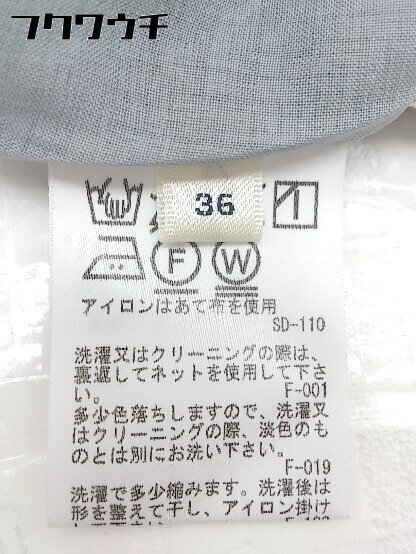 フクワウチ
36
F W
アイロンはあて布を使用
SD-110
洗濯又はクリーニングの際は、
裏返してネットを使用して下さ
い。
F-001
多少色落ちしますので、洗濯又
はクリーニングの際、淡色のも
のとは別にお洗い下さい。
F-019
洗濯で多少縮みます。洗濯後は
形を整えて干し、アイロン掛け